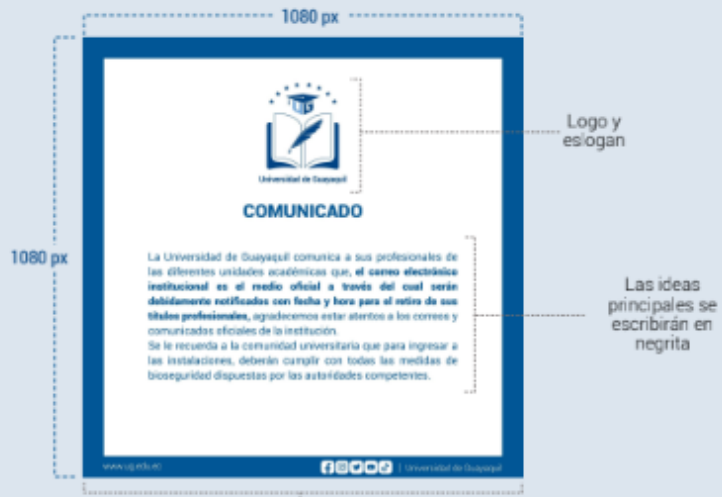 1080 px
1080 px
Logo y
eslogan
Universidad de Guayaquil
COMUNICADO
La Universidad de Guayaquil comunica a sus profesionales de
las diferentes unidades académicas que, el correo electrónico
institucional es el medio oficial a través del cual serán
debidamente notificados con fecha y hora para el retiro de sus
títulos profesionales, agradecemos estar atentos a los correos y
comunicados oficiales de la institución.
Se le recuerda a la comunidad universitaria que para ingresar a
las instalaciones, deberán cumplir con todas las medidas de
bioseguridad dispuestas por las autoridades competentes.
Las ideas
principales se
escribirán en
negrita
www.ug.edu.ec
Universidad de Guayaquil